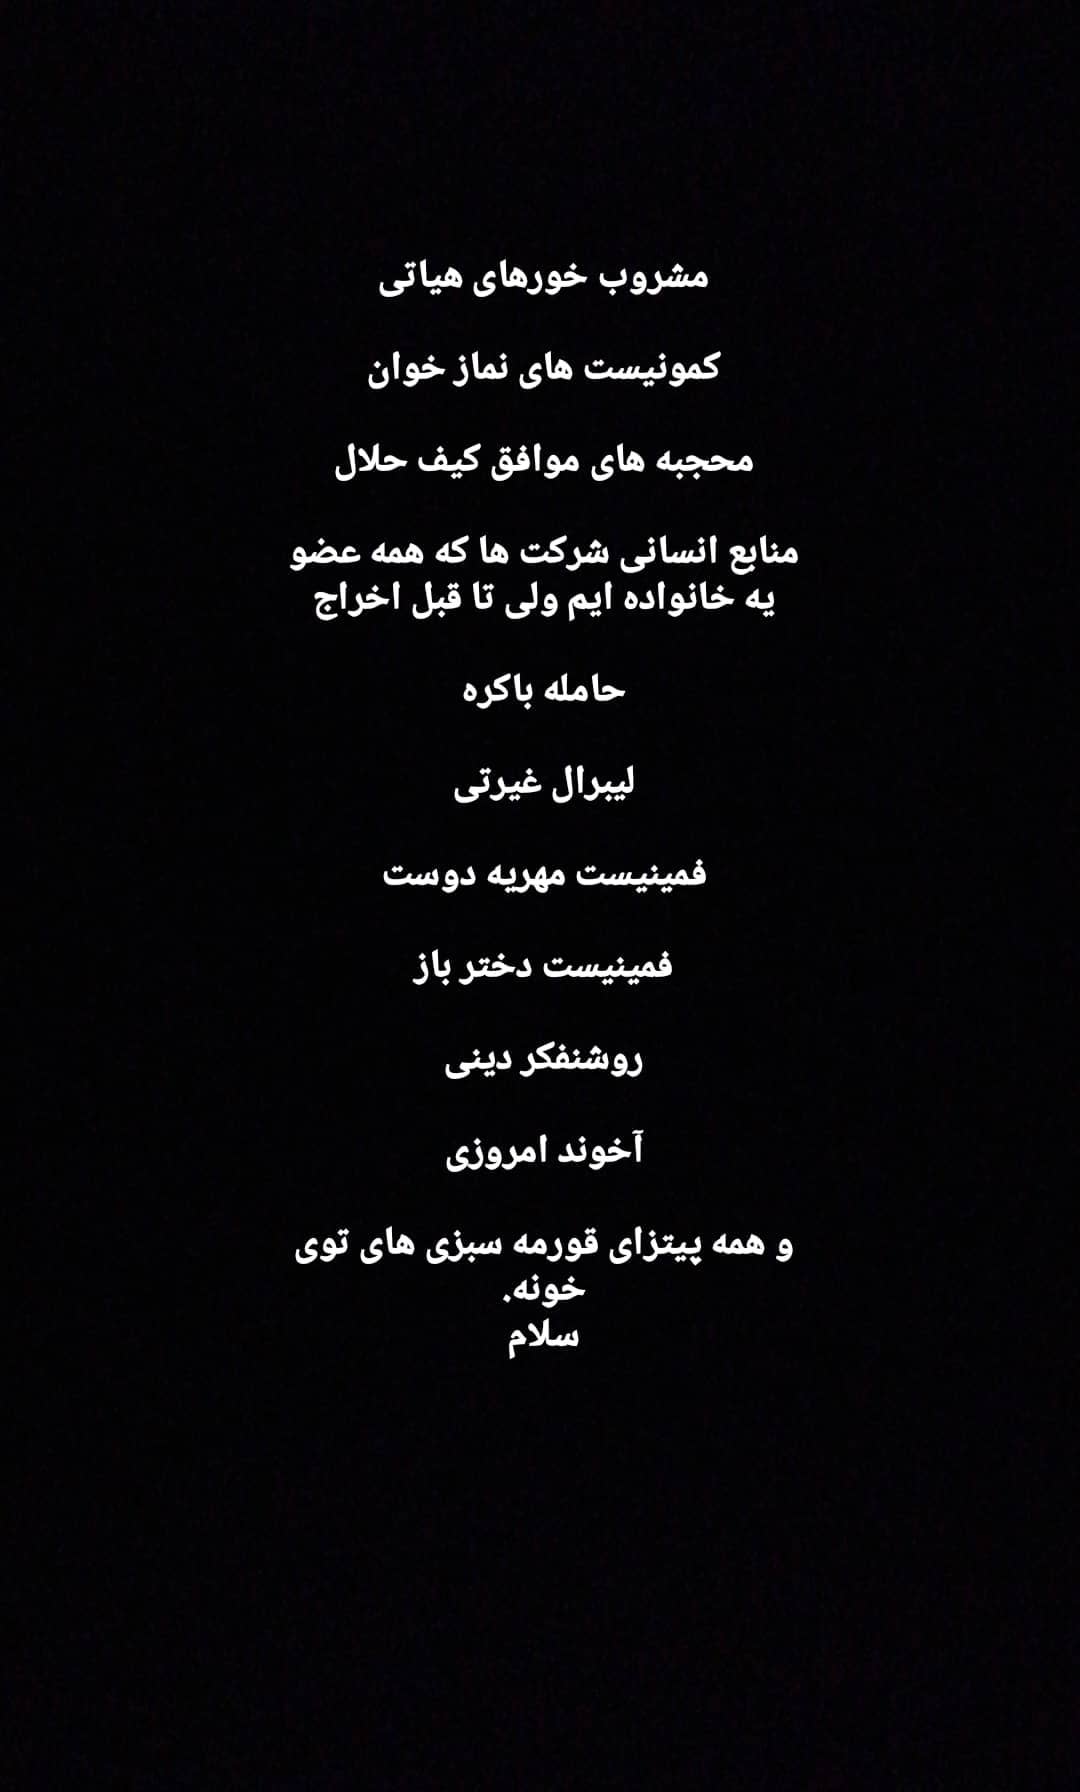 مشروب خورهای هیاتی
کمونیست های نماز خوان
محجبه های موافق کیف حلال
منابع انسانی شرکت ها که همه عضو
یه خانواده ایم ولی تا قبل اخراج
حامله باکره
لیبرال غیرتی
فمینیست مهریه دوست
فمینیست دختر باز
روشنفکر دینی
آخوند امروزی
و همه پیتزای قورمه سبزی های توی
خونه.
سلام